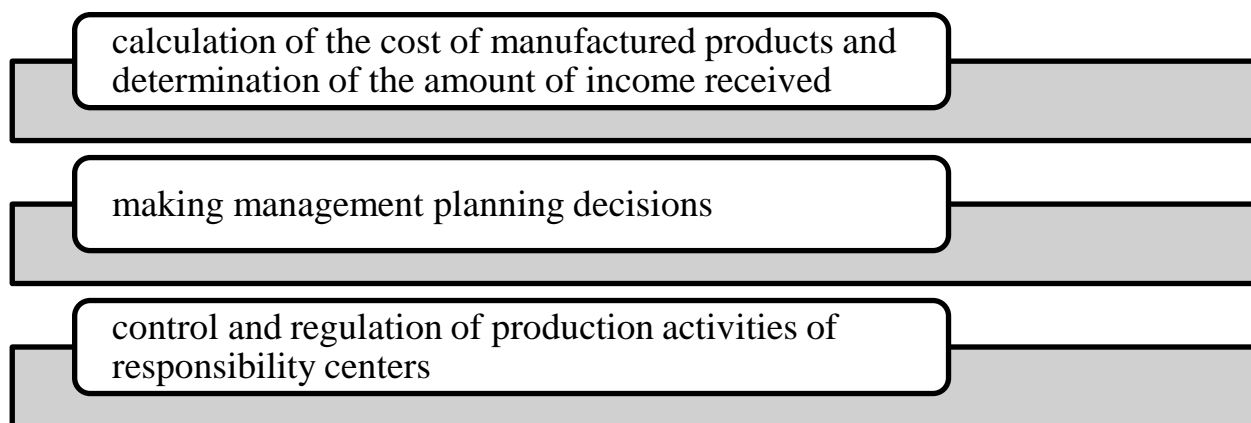 calculation of the cost of manufactured products and
determination of the amount of income received
making management planning decisions
control and regulation of production activities of
responsibility centers